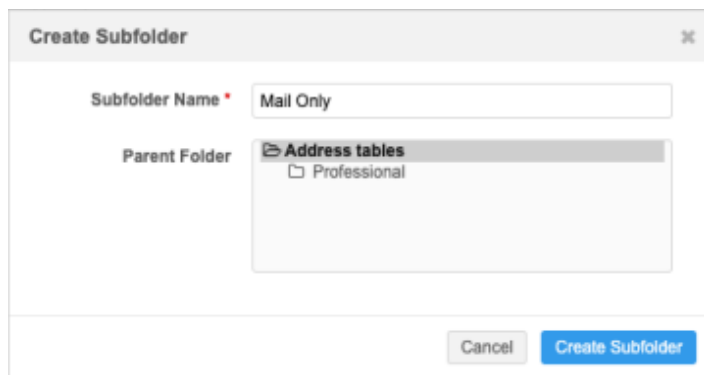 Create Subfolder
Subfolder Name * Mail Only
Parent Folder
Address tables
Professional
Cancel Create Subfolder